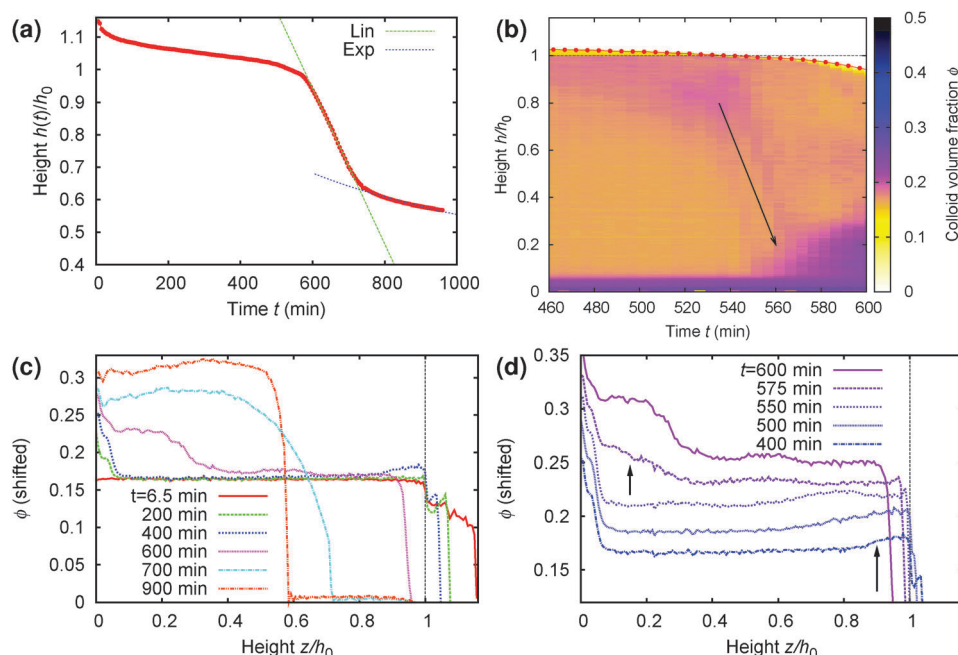 (a)
Lin
Exp
Height h(t)/h0
1.1
1
0.9
0.8
0.7
0.6
0.5
0.4
0 200 400 600 800 1000
Time t (min)
(b)
Height h/h0
1
0.8
0.6
0.4
0.2
0
460 480 500 520 540 560 580 600
Time t (min)
0.5
0.4
0.3
0.2
0.1
0
Colloid volume fraction ϕ
(c)
ϕ (shifted)
0.3
0.25
0.2
0.15
0.1
0.05
0
t=6.5 min
200 min
400 min
600 min
700 min
900 min
0 0.2 0.4 0.6 0.8 1
Height z/h0
(d)
ϕ (shifted)
0.35
0.3
0.25
0.2
0.15
t=600 min
575 min
550 min
500 min
400 min
0 0.2 0.4 0.6 0.8 1
Height z/h0